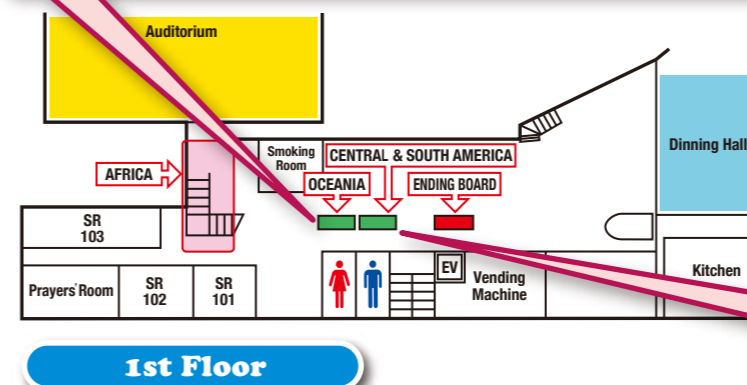 Auditorium
Smoking
Room
CENTRAL & SOUTH AMERICA
Dinning Hall
AFRICA
OCEANIA
ENDING BOARD
SR
103
EV
Vending
Machine
Kitchen
Prayers' Room
SR
102
SR
101
1st Floor